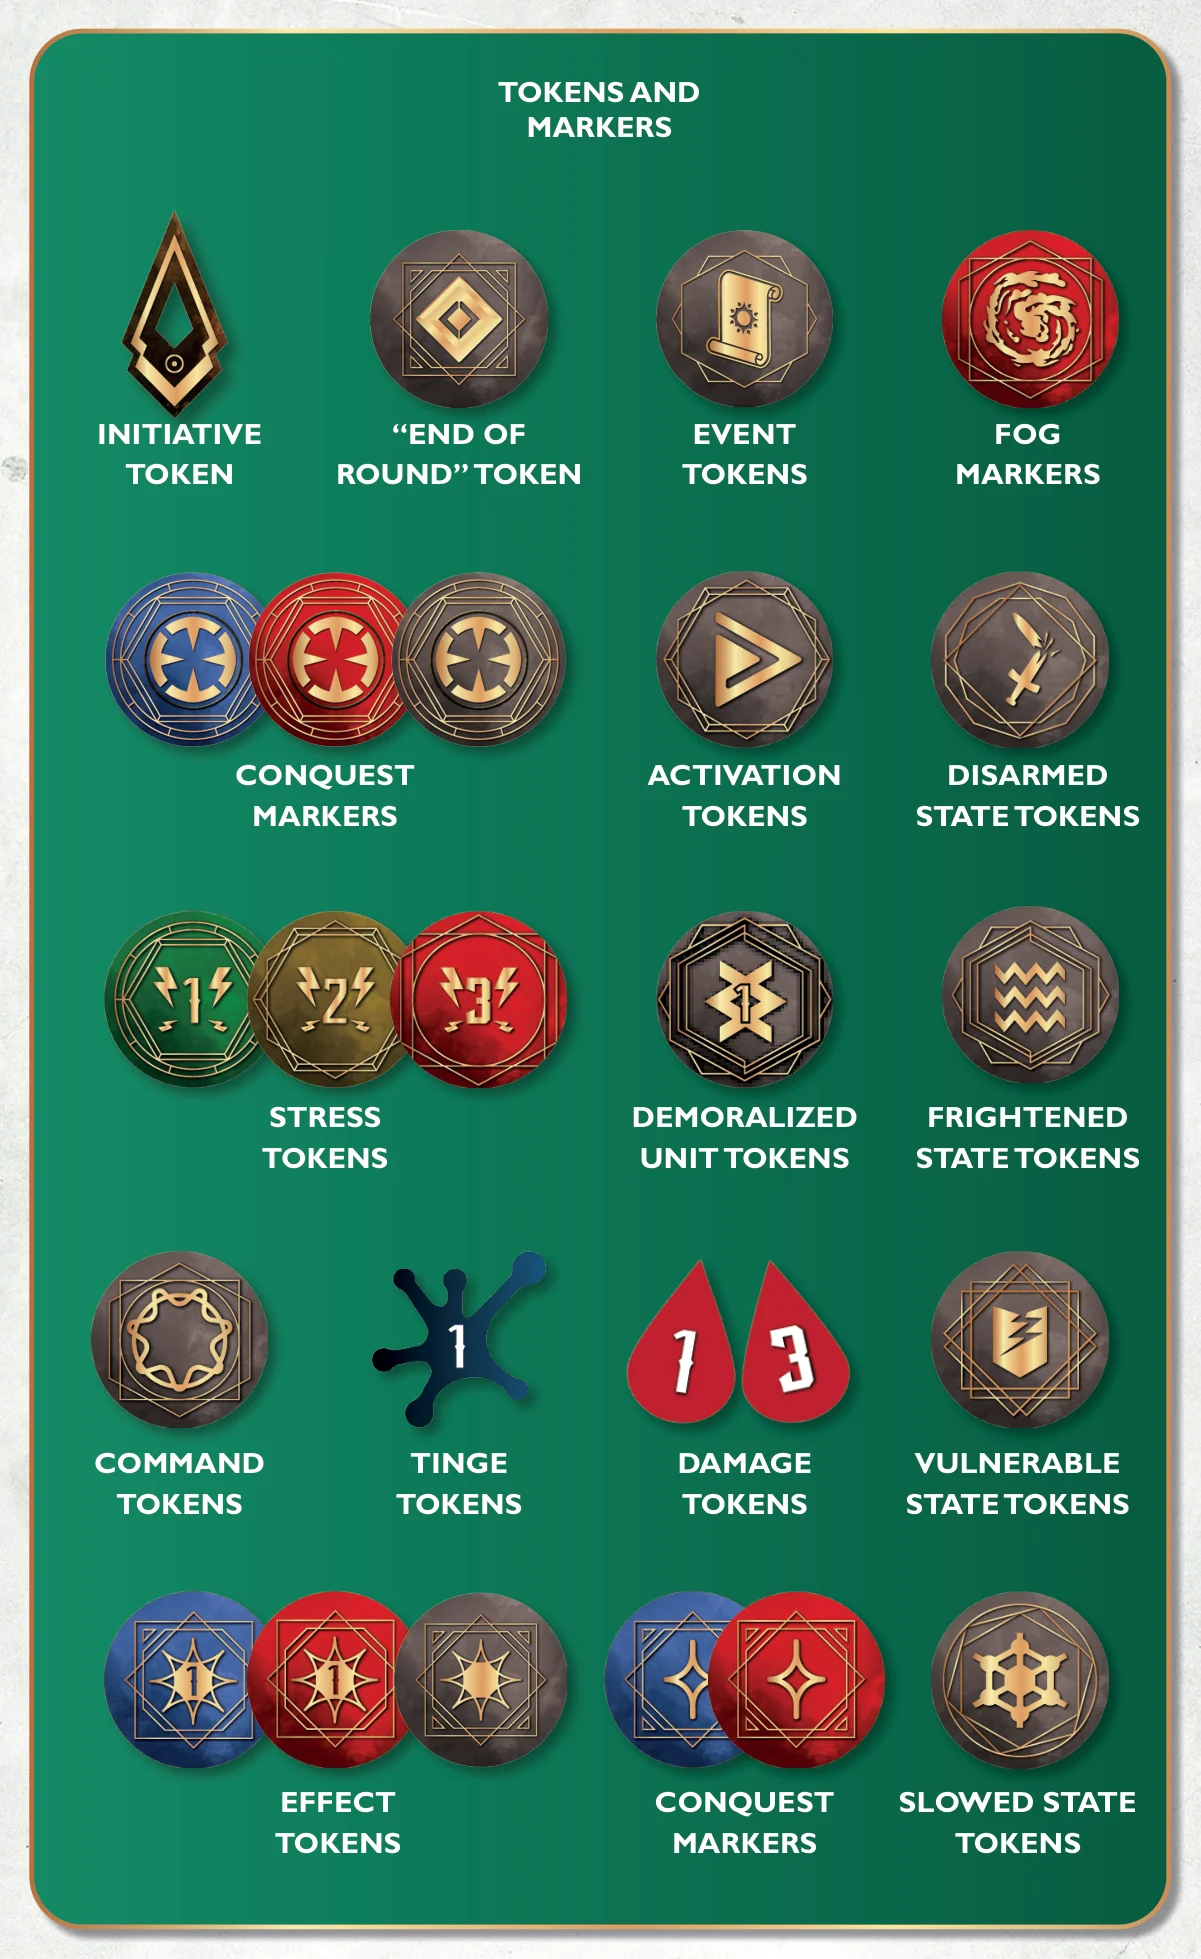 TOKENS AND
MARKERS
INITIATIVE
TOKEN
“END OF
ROUND” TOKEN
EVENT
TOKENS
FOG
MARKERS
CONQUEST
MARKERS
ACTIVATION
TOKENS
DISARMED
STATE TOKENS
1
2
3
1
STRESS
TOKENS
DEMORALIZED
UNIT TOKENS
FRIGHTENED
STATE TOKENS
1
1
3
COMMAND
TOKENS
TINGE
TOKENS
DAMAGE
TOKENS
VULNERABLE
STATE TOKENS
1
1
EFFECT
TOKENS
CONQUEST
MARKERS
SLOWED STATE
TOKENS